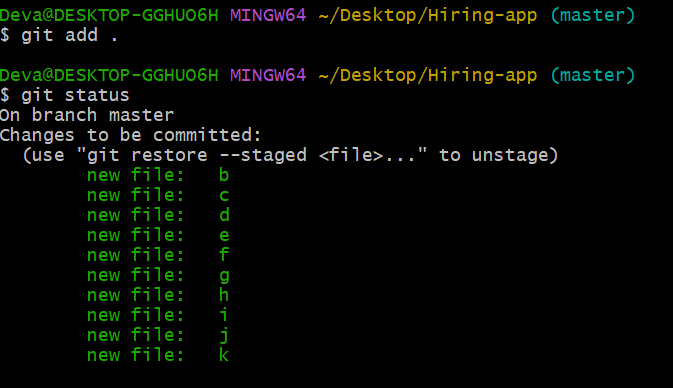 Deva@DESKTOP-GGHUO6H MINGW64 ~/Desktop/Hiring-app (master)
$ git add .
Deva@DESKTOP-GGHUO6H MINGW64 ~/Desktop/Hiring-app (master)
$ git status
On branch master
Changes to be committed:
  (use "git restore --staged <file>..." to unstage)
        new file:   b
        new file:   c
        new file:   d
        new file:   e
        new file:   f
        new file:   g
        new file:   h
        new file:   i
        new file:   j
        new file:   k